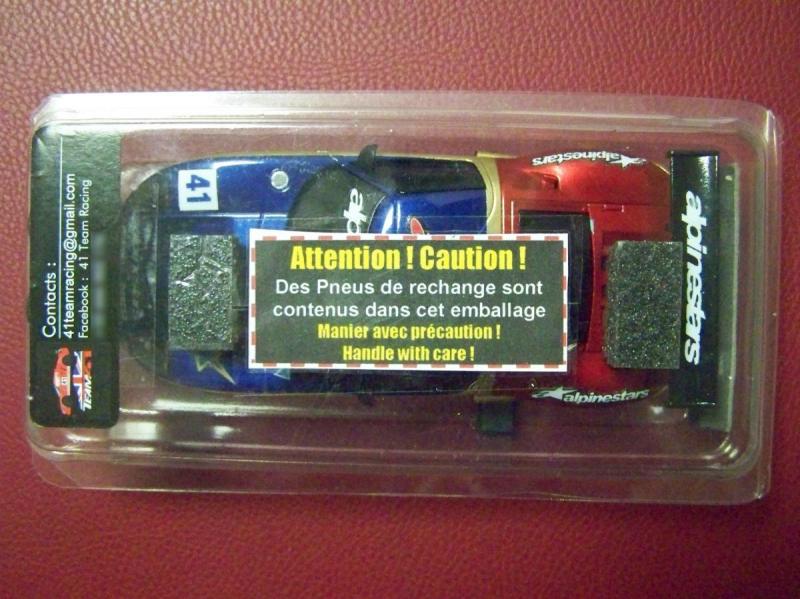 Contacts :
41teamracing@gmail.com
Facebook : 41 Team Racing
TEAM41
41
alpinestars
alpinestars
alpinestars
alpinestars
Attention ! Caution !
Des Pneus de rechange sont
contenus dans cet emballage
Manier avec précaution !
Handle with care !